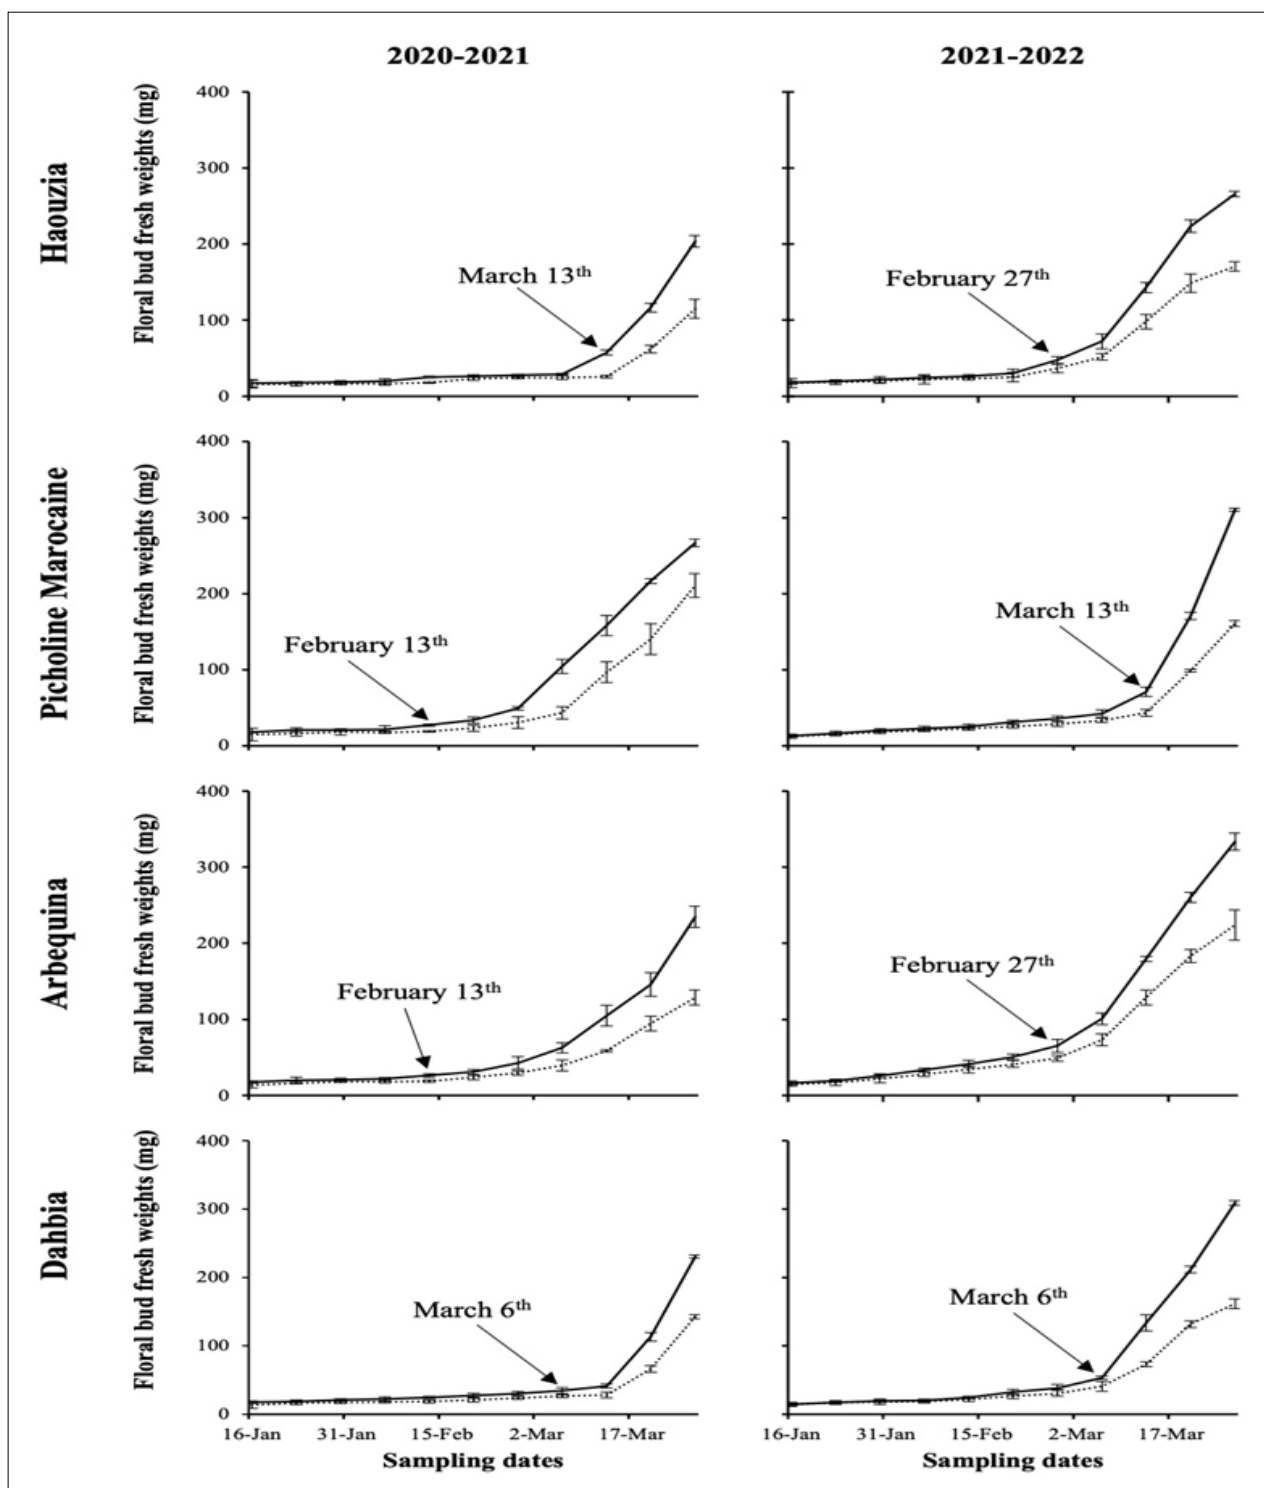 2020-2021
2021-2022
Haouzia
Floral bud fresh weights (mg)
400
300
200
100
0
March 13th
February 27th
Picholine Marocaine
Floral bud fresh weights (mg)
400
300
200
100
0
February 13th
March 13th
Arbequina
Floral bud fresh weights (mg)
400
300
200
100
0
February 13th
February 27th
Dahbia
Floral bud fresh weights (mg)
400
300
200
100
0
March 6th
March 6th
16-Jan 31-Jan 15-Feb 2-Mar 17-Mar
16-Jan 31-Jan 15-Feb 2-Mar 17-Mar
Sampling dates
Sampling dates